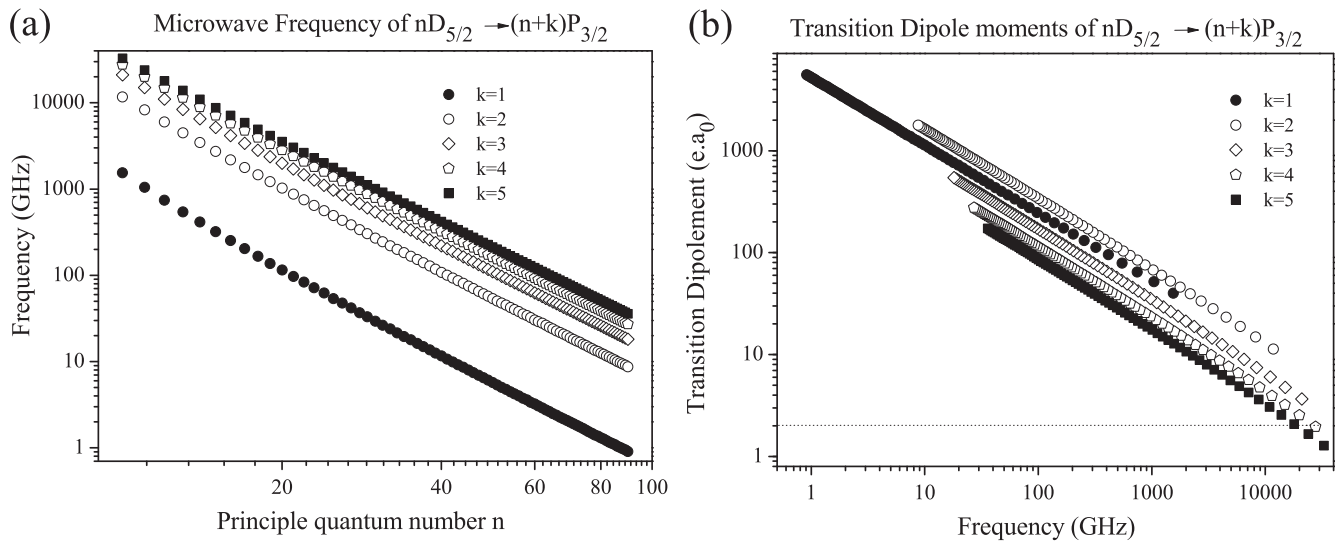 (a)
Microwave Frequency of nD5/2 →(n+k)P3/2
Frequency (GHz)
10000
1000
100
10
1
k=1
k=2
k=3
k=4
k=5
20
40
60
80
100
Principle quantum number n
(b)
Transition Dipole moments of nD5/2 →(n+k)P3/2
Transition Dipolement (e.a0)
1000
100
10
1
k=1
k=2
k=3
k=4
k=5
1
10
100
1000
10000
Frequency (GHz)